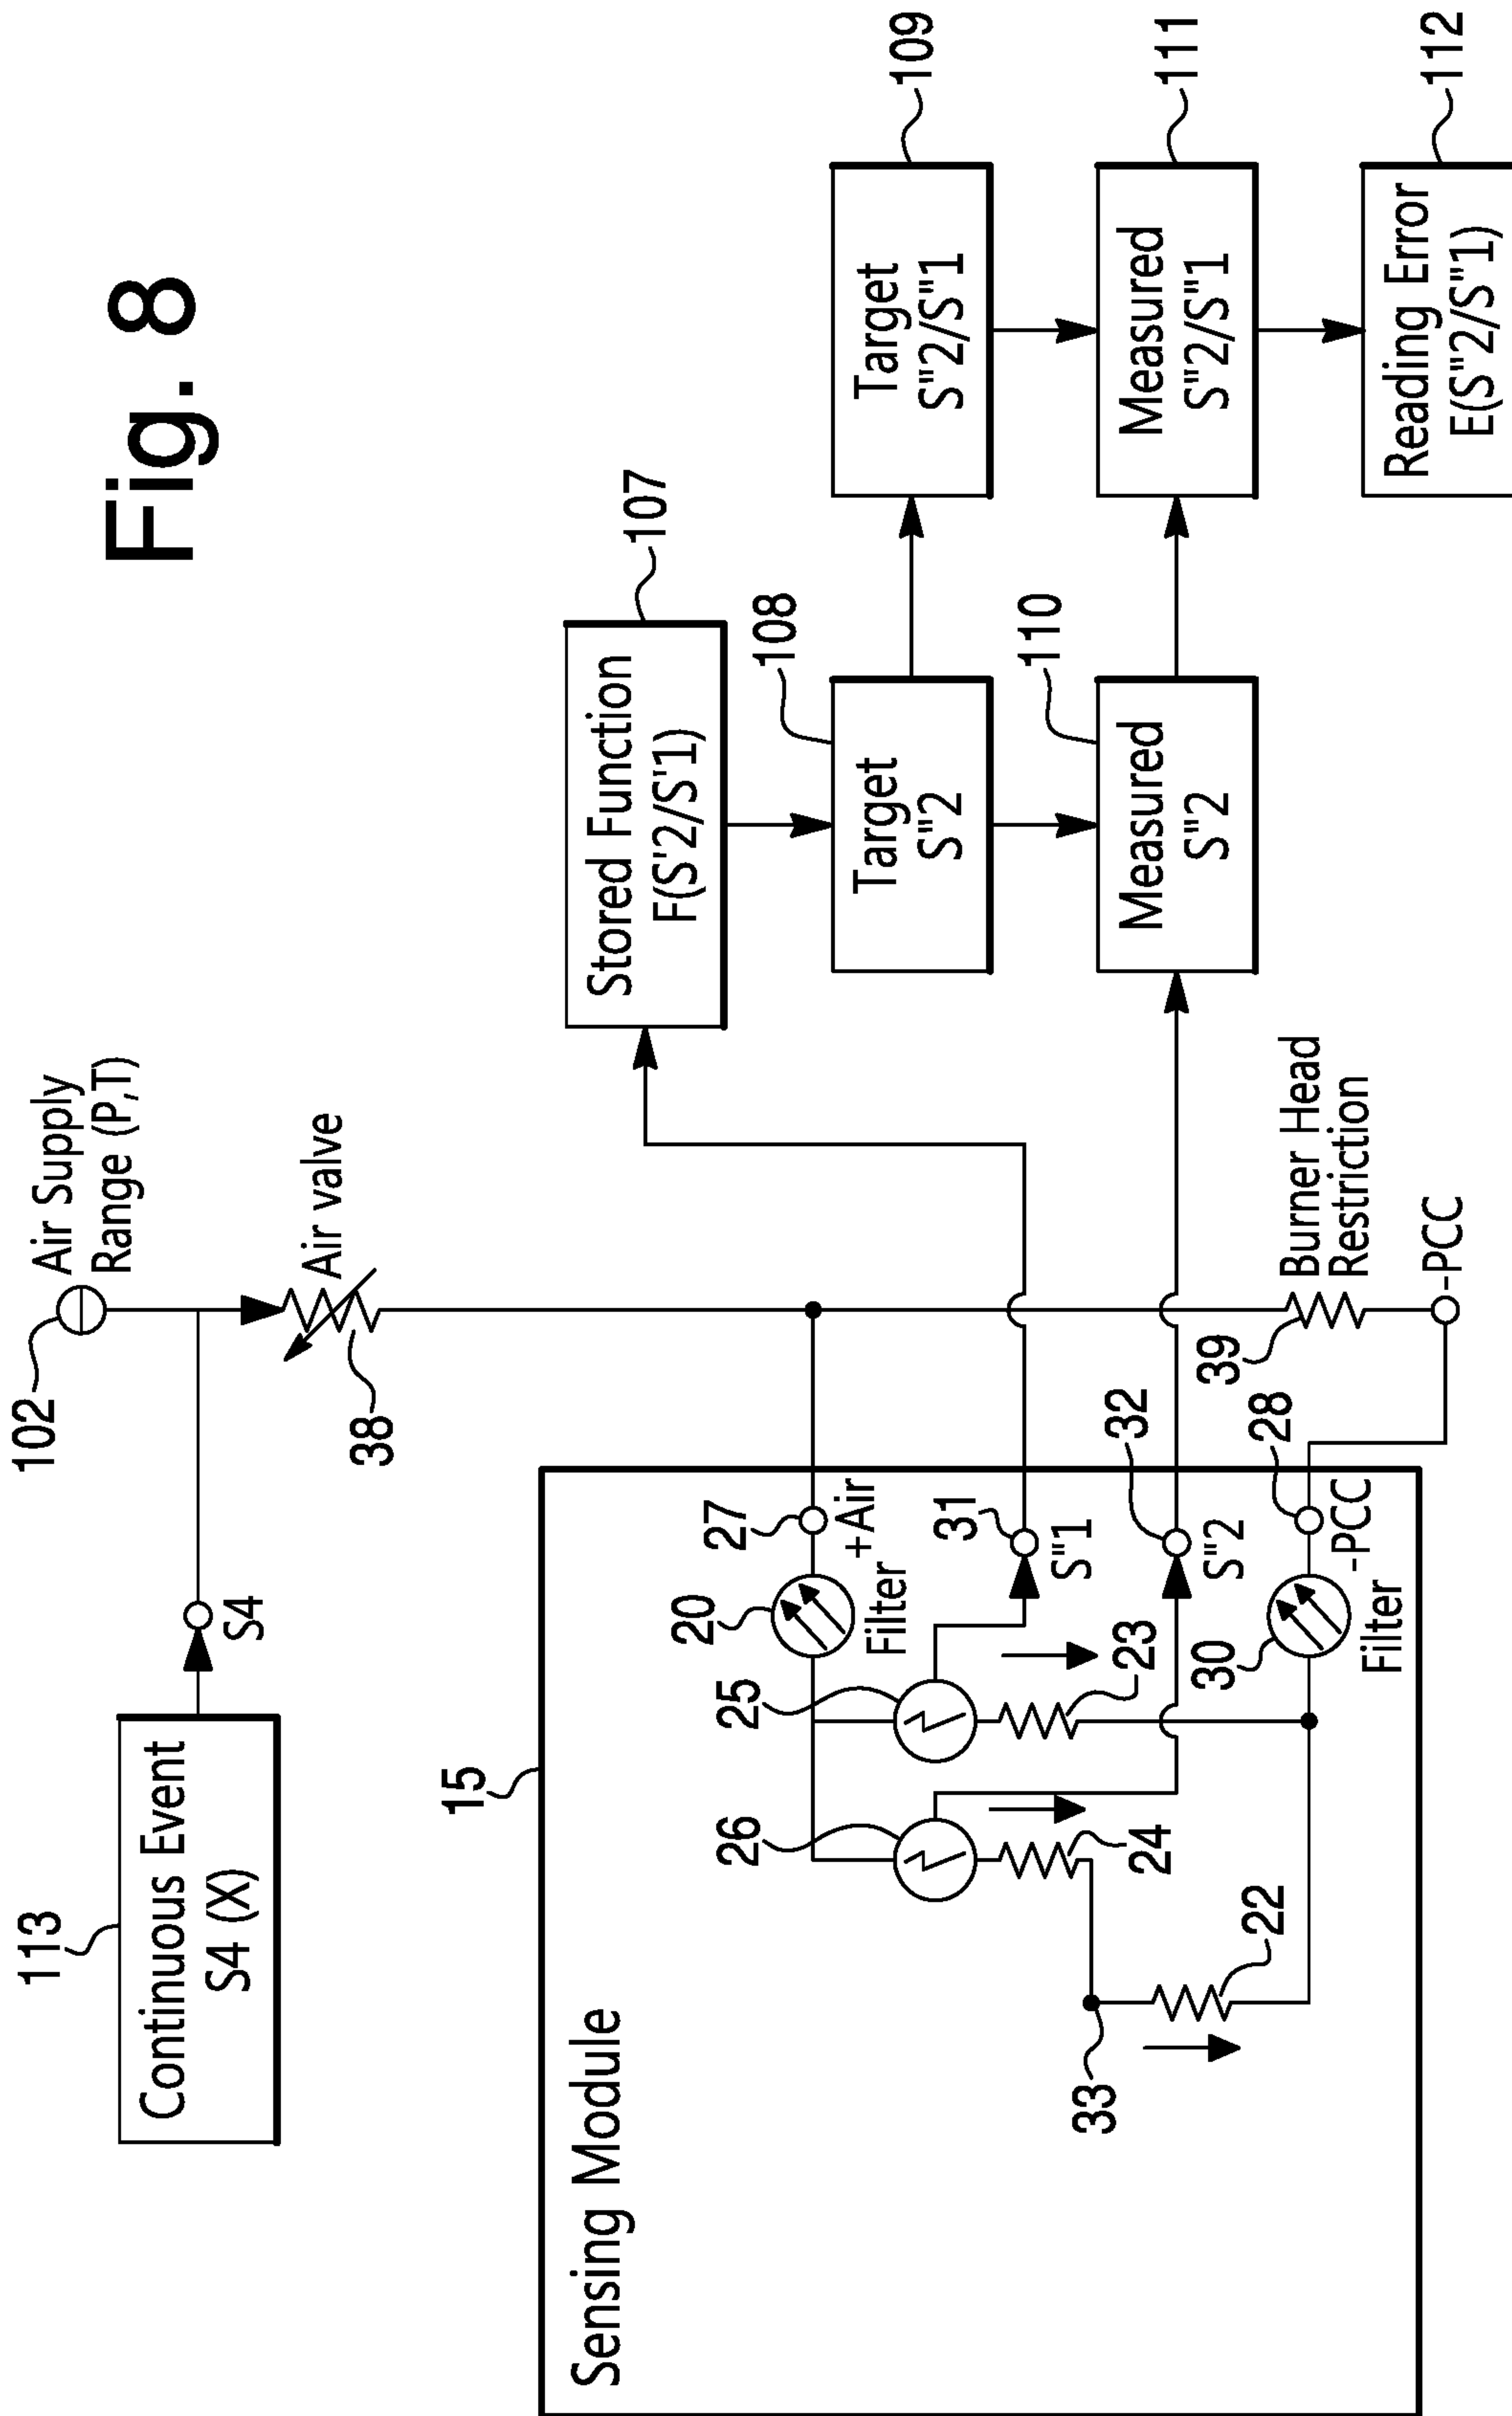 Fig. 8
102
Air Supply
Range (P,T)
113
Continuous Event
S4 (X)
S4
38
Air valve
Stored Function
F(S'2/S'1)
107
Target
S"2
108
Target
S"2/S"1
109
Measured
S"2
110
Measured
S"2/S"1
111
Reading Error
E(S"2/S"1)
112
15
Sensing Module
20
Filter
27
+Air
25
26
31
S"1
32
S"2
23
24
33
22
30
Filter
28
-PCC
39
Burner Head
Restriction
-PCC